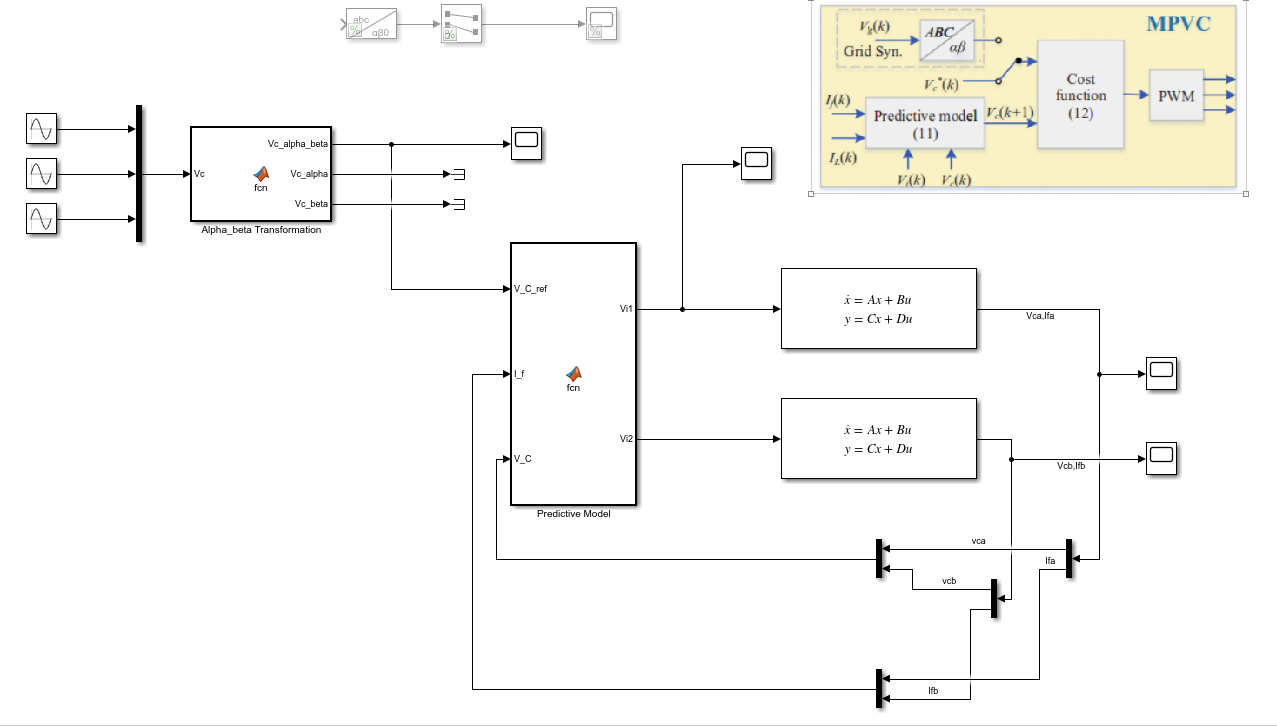 abc
αβ0
Vg(k)
Grid Syn.
ABC
αβ
MPVC
Vc*(k)
If(k)
IL(k)
Predictive model
(11)
Vc(k+1)
Vi(k) Vc(k)
Cost
function
(12)
PWM
Vc
fcn
Vc_alpha_beta
Vc_alpha
Vc_beta
Alpha_beta Transformation
V_C_ref
I_f
V_C
fcn
Vi1
Vi2
Predictive Model
ẋ = Ax + Bu
y = Cx + Du
Vca,Ifa
ẋ = Ax + Bu
y = Cx + Du
Vcb,Ifb
vca
Ifa
vcb
Ifb